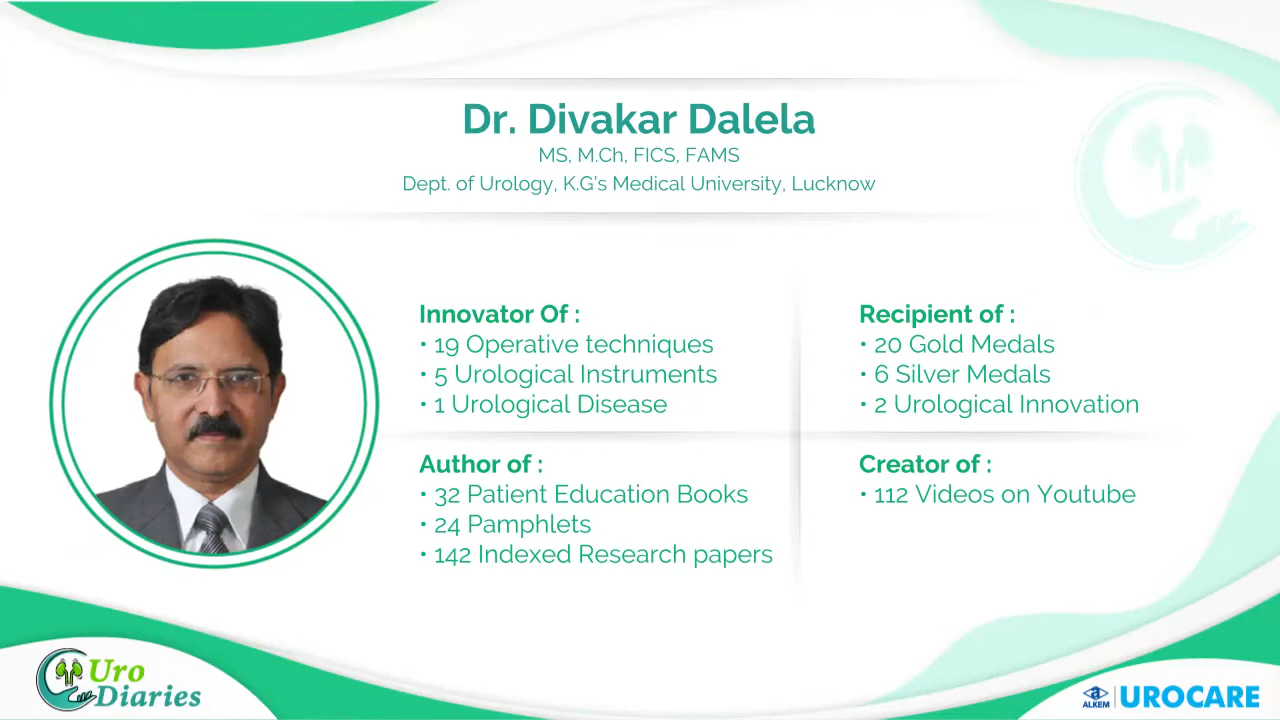 Dr. Divakar Dalela
MS, M.Ch, FICS, FAMS
Dept. of Urology, K.G's Medical University, Lucknow
Innovator Of :
• 19 Operative techniques
• 5 Urological Instruments
• 1 Urological Disease
Author of :
• 32 Patient Education Books
• 24 Pamphlets
• 142 Indexed Research papers
Recipient of :
• 20 Gold Medals
• 6 Silver Medals
• 2 Urological Innovation
Creator of :
• 112 Videos on Youtube
Uro
Diaries
a
ALKEM
UROCARE